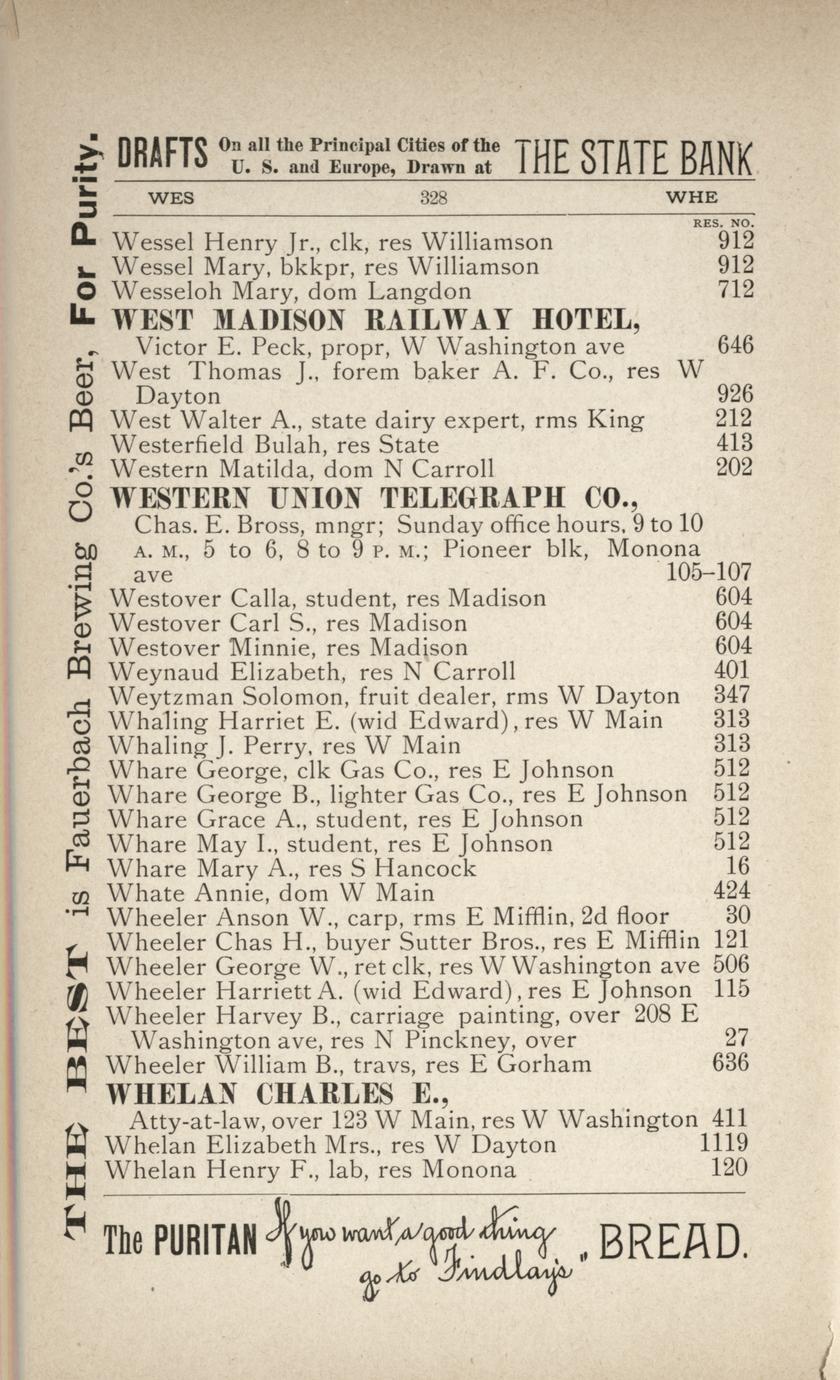 DRAFTS On all the Principal Cities of the U. S. and Europe, Drawn at THE STATE BANK
WES 328 WHE
RES. NO.
Wessel Henry Jr., clk, res Williamson 912
Wessel Mary, bkkpr, res Williamson 912
Wesseloh Mary, dom Langdon 712
WEST MADISON RAILWAY HOTEL,
Victor E. Peck, propr, W Washington ave 646
West Thomas J., forem baker A. F. Co., res W
Dayton 926
West Walter A., state dairy expert, rms King 212
Westerfield Bulah, res State 413
Western Matilda, dom N Carroll 202
WESTERN UNION TELEGRAPH CO.,
Chas. E. Bross, mngr; Sunday office hours, 9 to 10
A. M., 5 to 6, 8 to 9 P. M.; Pioneer blk, Monona
ave 105–107
Westover Calla, student, res Madison 604
Westover Carl S., res Madison 604
Westover Minnie, res Madison 604
Weynaud Elizabeth, res N Carroll 401
Weytzman Solomon, fruit dealer, rms W Dayton 347
Whaling Harriet E. (wid Edward), res W Main 313
Whaling J. Perry, res W Main 313
Whare George, clk Gas Co., res E Johnson 512
Whare George B., lighter Gas Co., res E Johnson 512
Whare Grace A., student, res E Johnson 512
Whare May I., student, res E Johnson 512
Whare Mary A., res S Hancock 16
Whate Annie, dom W Main 424
Wheeler Anson W., carp, rms E Mifflin, 2d floor 30
Wheeler Chas H., buyer Sutter Bros., res E Mifflin 121
Wheeler George W., ret clk, res W Washington ave 506
Wheeler Harriett A. (wid Edward), res E Johnson 115
Wheeler Harvey B., carriage painting, over 208 E
Washington ave, res N Pinckney, over 27
Wheeler William B., travs, res E Gorham 636
WHELAN CHARLES E.,
Atty-at-law, over 123 W Main, res W Washington 411
Whelan Elizabeth Mrs., res W Dayton 1119
Whelan Henry F., lab, res Monona 120
The PURITAN If you want a good thing go to Findlay's „ BREAD.
THE BEST is Fauerbach Brewing Co.'s Beer, For Purity.